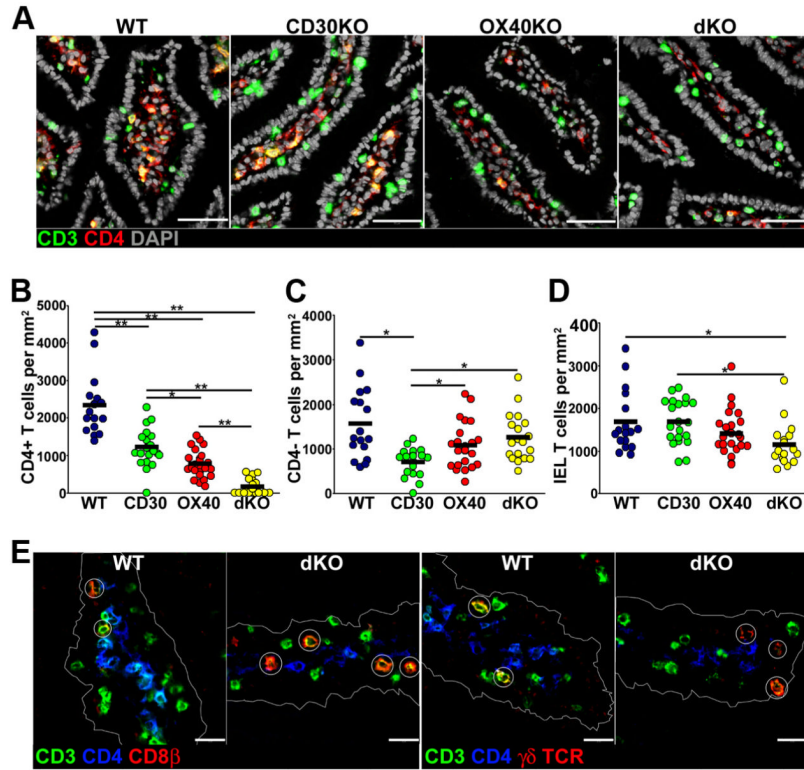 A
WT CD30KO OX40KO dKO
CD3 CD4 DAPI
B
CD4+ T cells per mm²
5000
4000
3000
2000
1000
0
** ** ** ** * **
WT CD30 OX40 dKO
C
CD4- T cells per mm²
4000
3000
2000
1000
0
* * *
WT CD30 OX40 dKO
D
IEL T cells per mm²
400
3000
2000
1000
0
* *
WT CD30 OX40 dKO
E
WT dKO WT dKO
CD3 CD4 CD8β CD3 CD4 γδ TCR